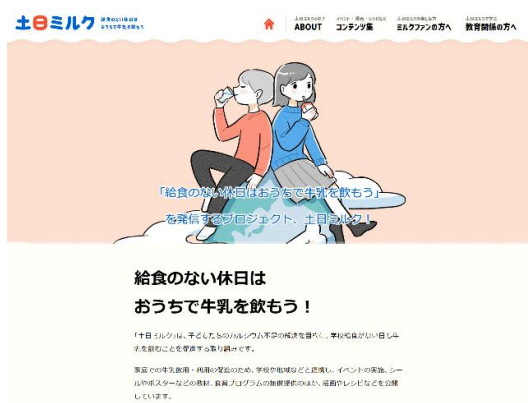 土日ミルク
給食のない休日は
おうちで牛乳を飲もう
ABOUT
コンテンツ集
ミルクファンの方へ
教育関係の方へ
「給食のない休日はおうちで牛乳を飲もう」
を発信するプロジェクト、土日ミルク！
給食のない休日は
おうちで牛乳を飲もう！
「土日ミルク」は、子どもたちのカルシウム不足の解決を目的に、学校給食がない日も牛
乳を飲むことを促進する取り組みです。
家庭での牛乳飲用・利用の促進のため、学校や地域などと連携し、イベントの実施、シー
ルやポスターなどの教材、食育プログラムの無償提供のほか、漫画やレシピなどを公開
しています。